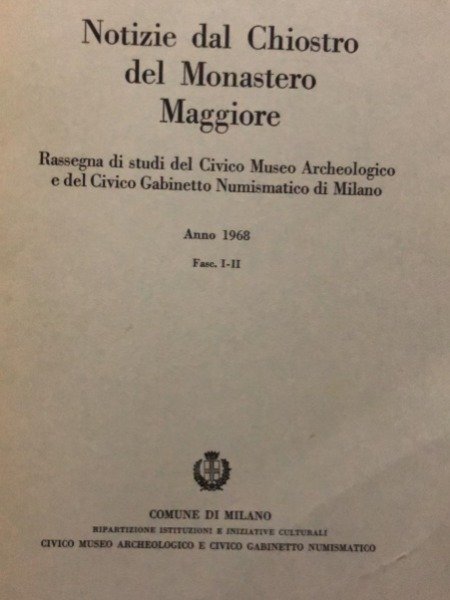 Notizie dal Chiostro
del Monastero
Maggiore
Rassegna di studi del Civico Museo Archeologico
e del Civico Gabinetto Numismatico di Milano
Anno 1968
Fasc. I-II
COMUNE DI MILANO
RIPARTIZIONE ISTITUZIONI E INIZIATIVE CULTURALI
CIVICO MUSEO ARCHEOLOGICO E CIVICO GABINETTO NUMISMATICO